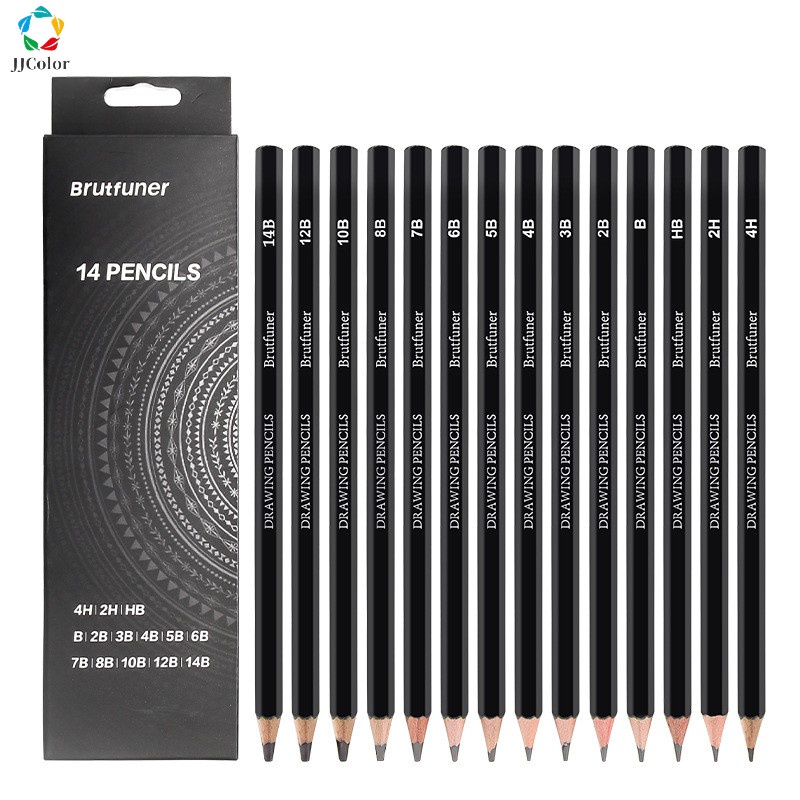 JJColor
Brutfuner
14 PENCILS
4H|2H|HB
B|2B|3B|4B|5B|6B
7B|8B|10B|12B|14B
14B Brutfuner DRAWING PENCILS
12B Brutfuner DRAWING PENCILS
10B Brutfuner DRAWING PENCILS
8B Brutfuner DRAWING PENCILS
7B Brutfuner DRAWING PENCILS
6B Brutfuner DRAWING PENCILS
5B Brutfuner DRAWING PENCILS
4B Brutfuner DRAWING PENCILS
3B Brutfuner DRAWING PENCILS
2B Brutfuner DRAWING PENCILS
B Brutfuner DRAWING PENCILS
HB Brutfuner DRAWING PENCILS
2H Brutfuner DRAWING PENCILS
4H Brutfuner DRAWING PENCILS